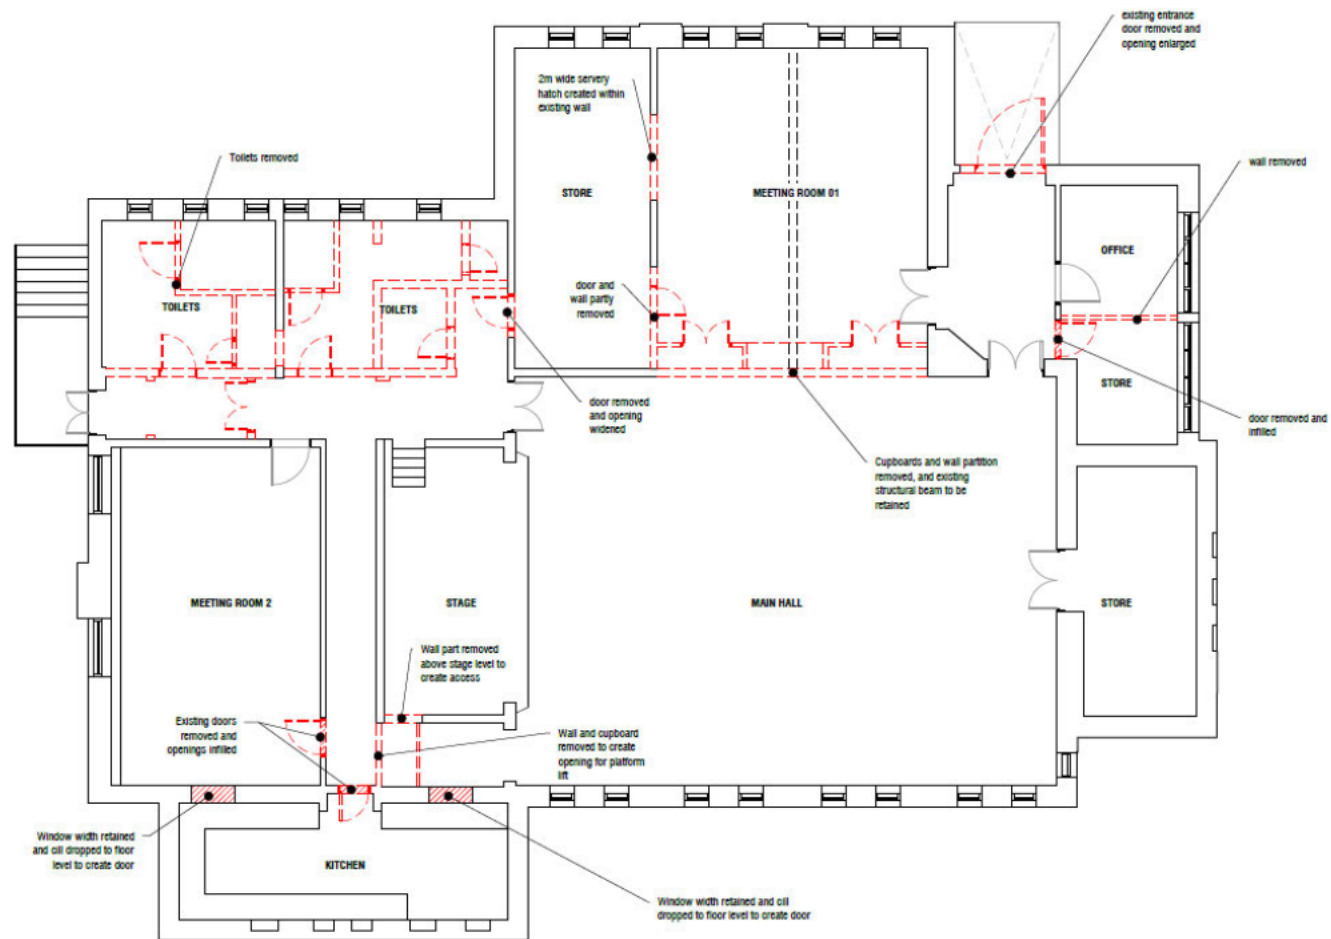 existing entrance
door removed and
opening enlarged
2m wide servery
hatch created within
existing wall
Toilets removed
wall removed
STORE
MEETING ROOM 01
OFFICE
door and
wall partly
removed
TOILETS
TOILETS
STORE
door removed
and opening
widened
door removed and
infilled
Cupboards and wall partition
removed, and existing
structural beam to be
retained
MEETING ROOM 2
STAGE
MAIN HALL
STORE
Wall part removed
above stage level to
create access
Existing doors
removed and
openings infilled
Wall and cupboard
removed to create
opening for platform
lift
Window width retained
and cill dropped to floor
level to create door
KITCHEN
Window width retained and cill
dropped to floor level to create door